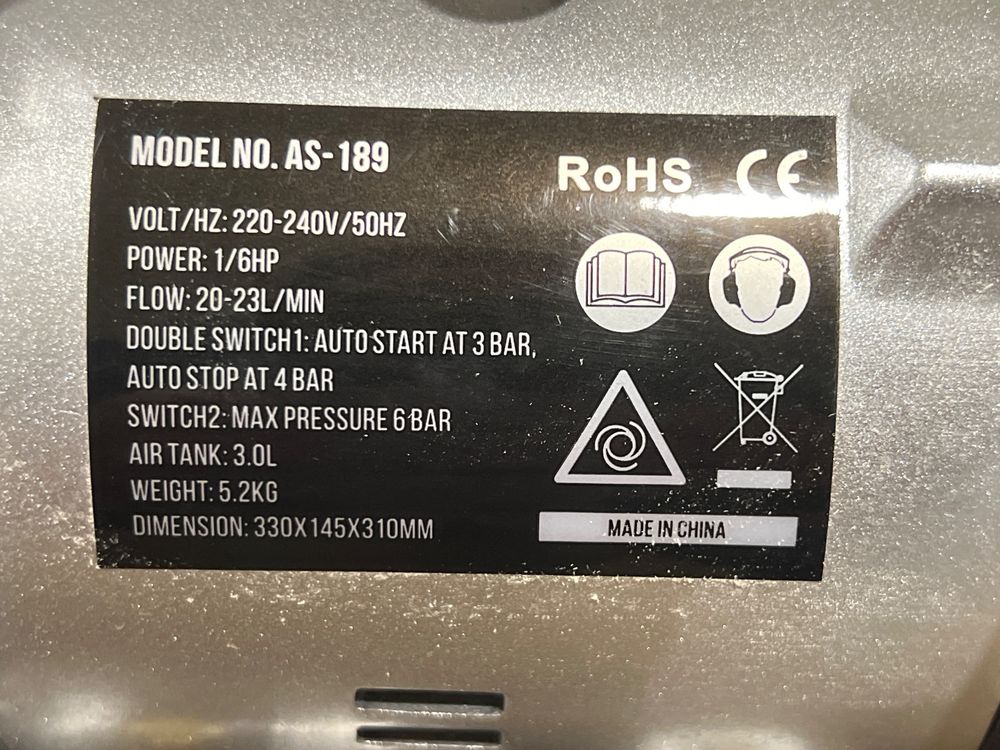 MODEL NO. AS-189
RoHS CE
VOLT/HZ: 220-240V/50HZ
POWER: 1/6HP
FLOW: 20-23L/MIN
DOUBLE SWITCH1: AUTO START AT 3 BAR,
AUTO STOP AT 4 BAR
SWITCH2: MAX PRESSURE 6 BAR
AIR TANK: 3.0L
WEIGHT: 5.2KG
DIMENSION: 330X145X310MM
MADE IN CHINA